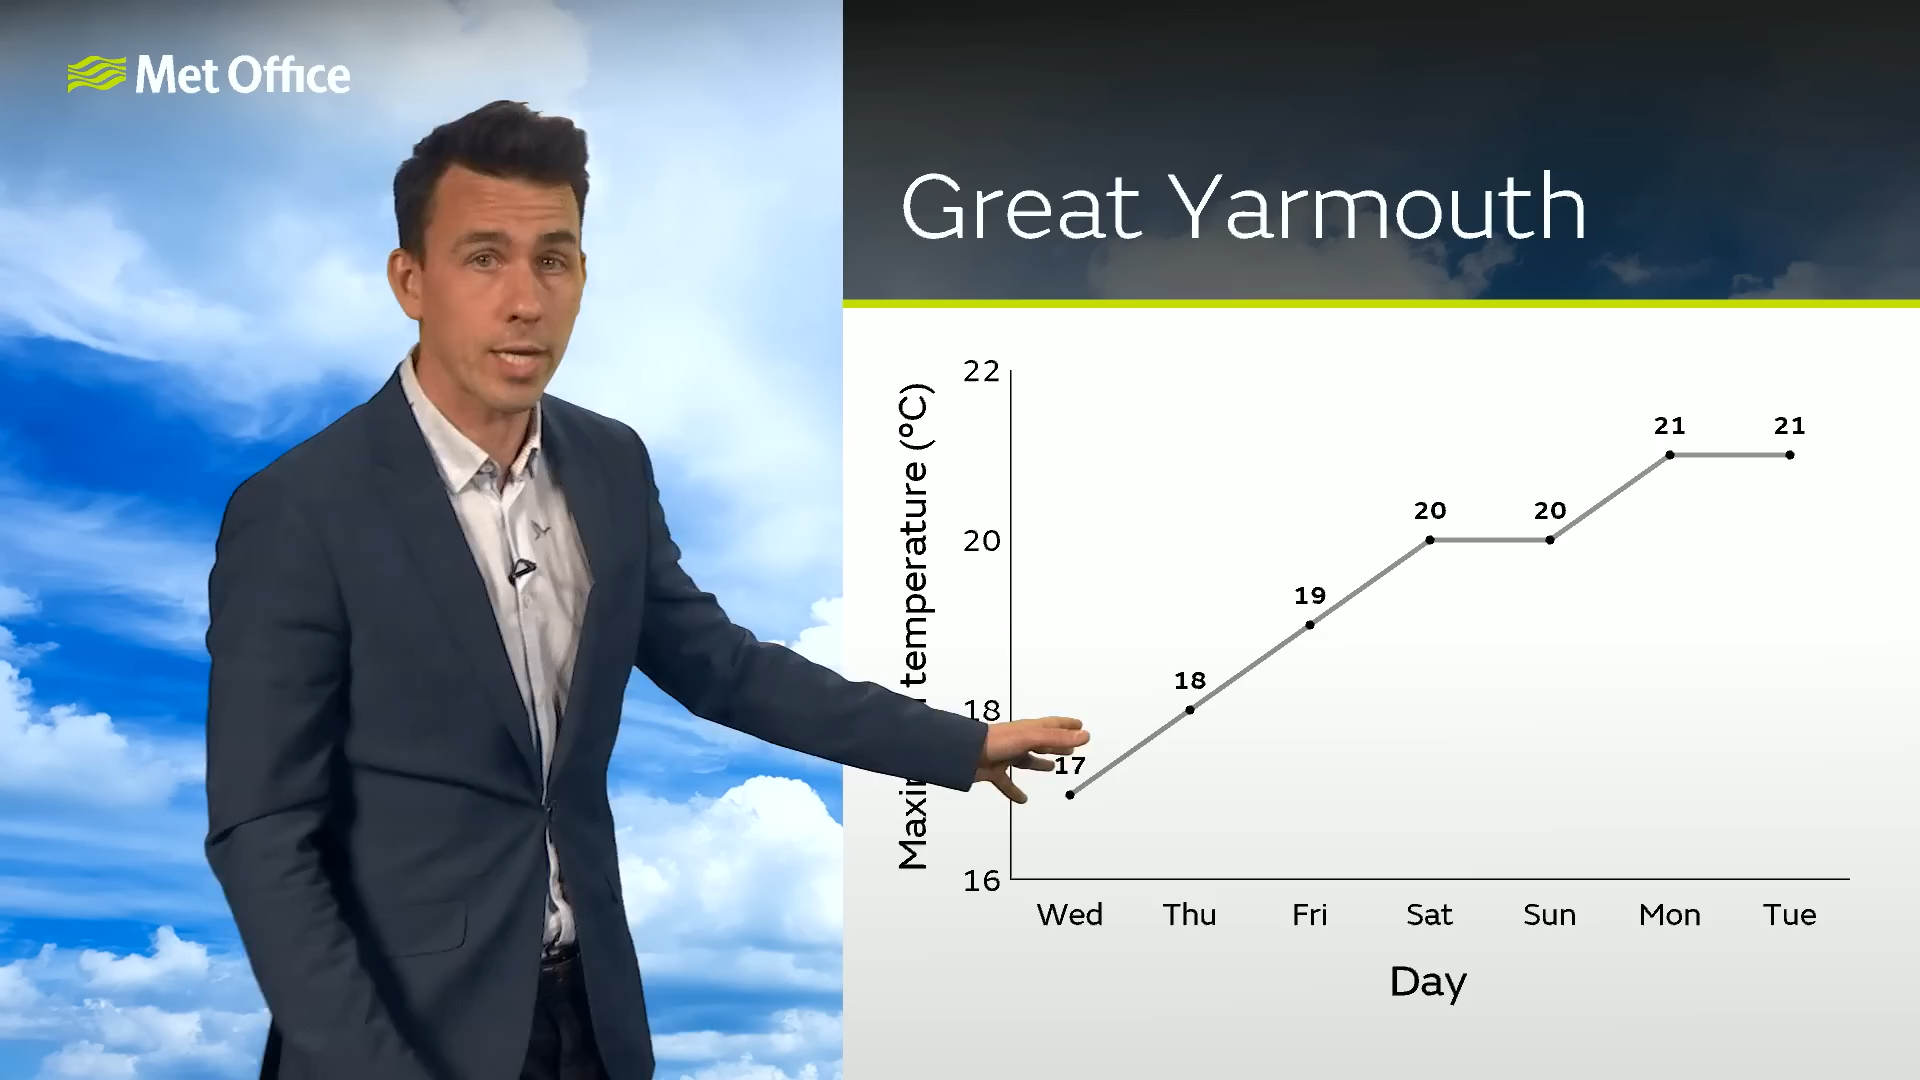 Met Office
Great Yarmouth
temperature (°C)
22
20
18
16
17
18
19
20
20
21
21
Wed Thu Fri Sat Sun Mon Tue
Day